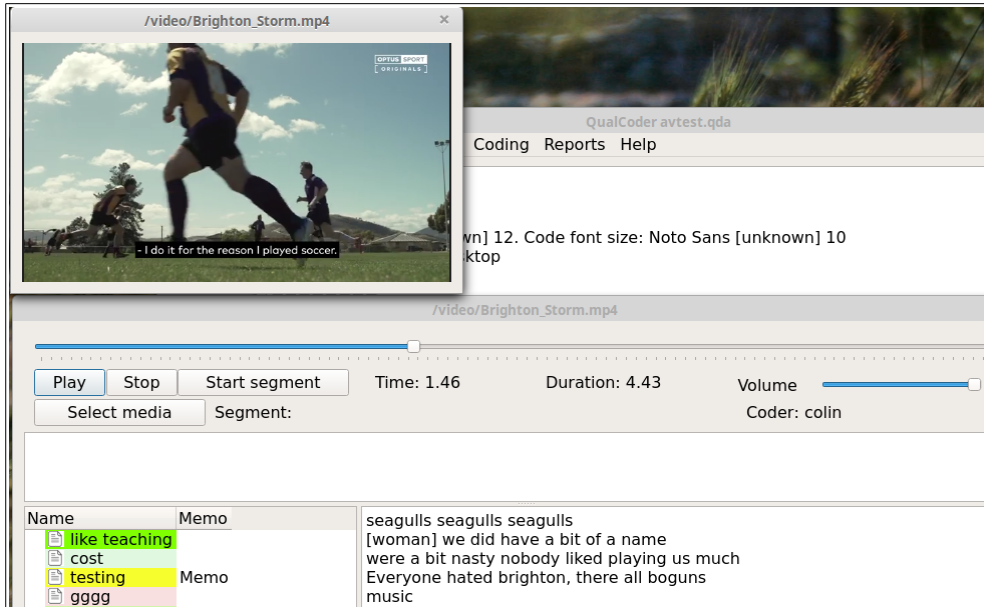 /video/Brighton_Storm.mp4 ×
OPTUS SPORT
ORIGINALS
- I do it for the reason I played soccer.
QualCoder avtest.qda
Coding Reports Help
wn] 12. Code font size: Noto Sans [unknown] 10
ktop
/video/Brighton_Storm.mp4
Play Stop Start segment Time: 1.46 Duration: 4.43 Volume
Select media Segment: Coder: colin
Name Memo
like teaching
cost
testing Memo
gggg
seagulls seagulls seagulls
[woman] we did have a bit of a name
were a bit nasty nobody liked playing us much
Everyone hated brighton, there all boguns
music